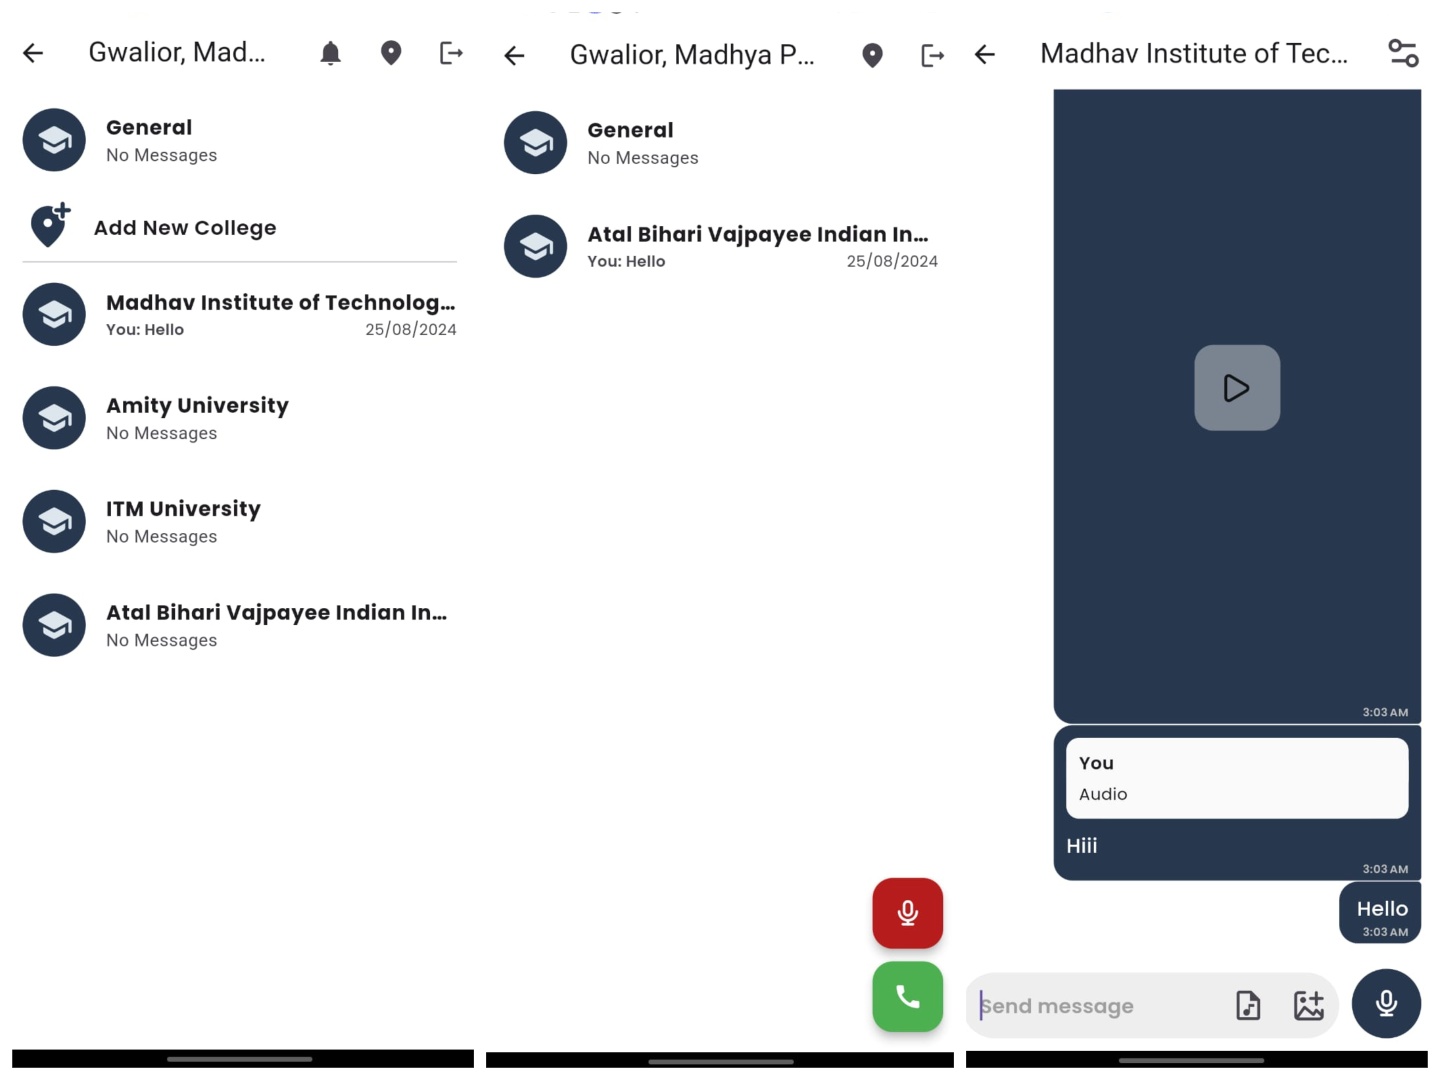 Gwalior, Mad...
General
No Messages
Add New College
Madhav Institute of Technolog...
You: Hello 25/08/2024
Amity University
No Messages
ITM University
No Messages
Atal Bihari Vajpayee Indian In...
No Messages
Gwalior, Madhya P...
General
No Messages
Atal Bihari Vajpayee Indian In...
You: Hello 25/08/2024
Madhav Institute of Tec...
3:03 AM
You
Audio
Hiii
3:03 AM
Hello
3:03 AM
Send message